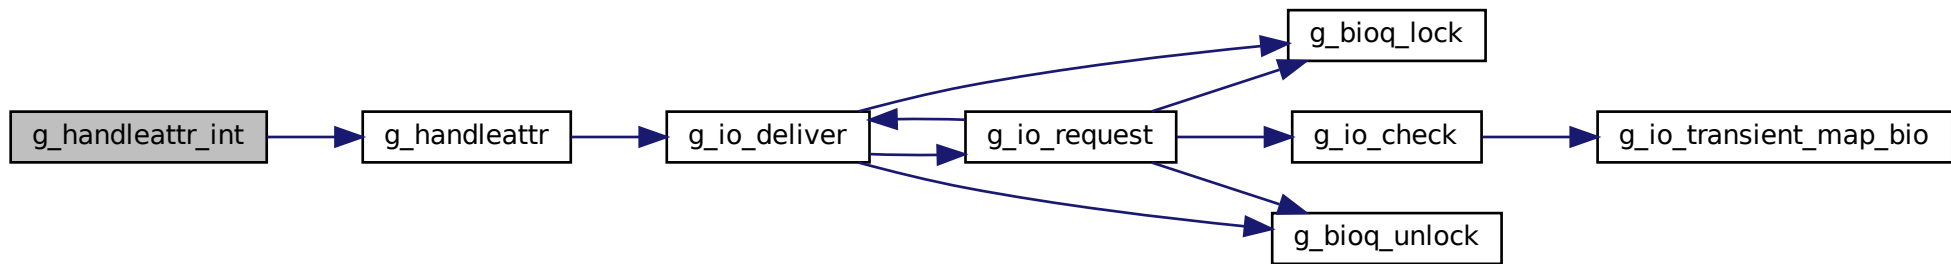 g_handleattr_int
g_handleattr
g_io_deliver
g_io_request
g_bioq_lock
g_io_check
g_io_transient_map_bio
g_bioq_unlock